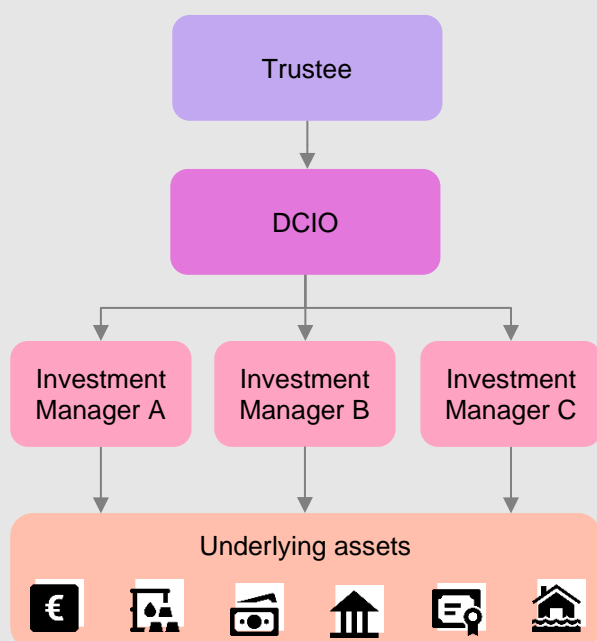 Trustee
DCIO
Investment
Manager A
Investment
Manager B
Investment
Manager C
Underlying assets
€